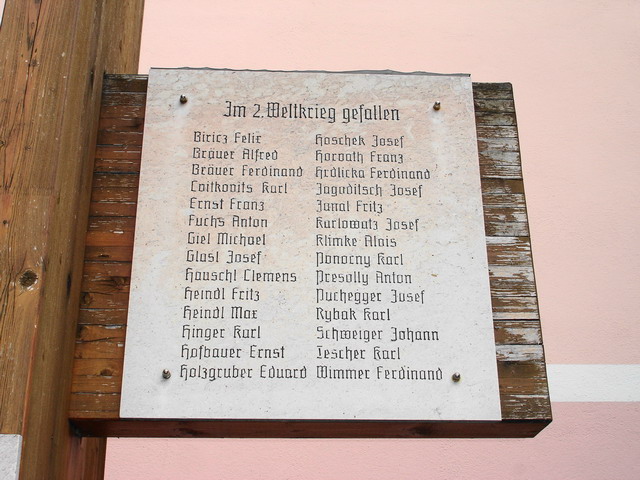 Im 2. Weltkrieg gefallen
Biricz Felix
Bräuer Alfred
Bräuer Ferdinand
Czitkovits Karl
Ernst Franz
Fuchs Anton
Giel Michael
Glasl Josef
Hauschl Clemens
Heindl Fritz
Heindl Max
Hinger Karl
Hofbauer Ernst
Holzgruber Eduard
Hoschek Josef
Horvath Franz
Hrdlicka Ferdinand
Jagoditsch Josef
Janal Fritz
Karlowatz Josef
Klimke Alois
Ponocny Karl
Presolly Anton
Puchegger Josef
Rybak Karl
Schweiger Johann
Tescher Karl
Wimmer Ferdinand